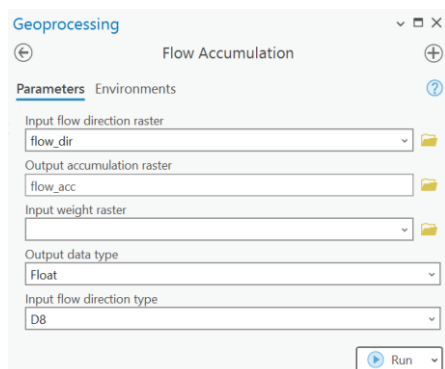 Geoprocessing
Flow Accumulation
Parameters Environments
Input flow direction raster
flow_dir
Output accumulation raster
flow_acc
Input weight raster
Output data type
Float
Input flow direction type
D8
Run